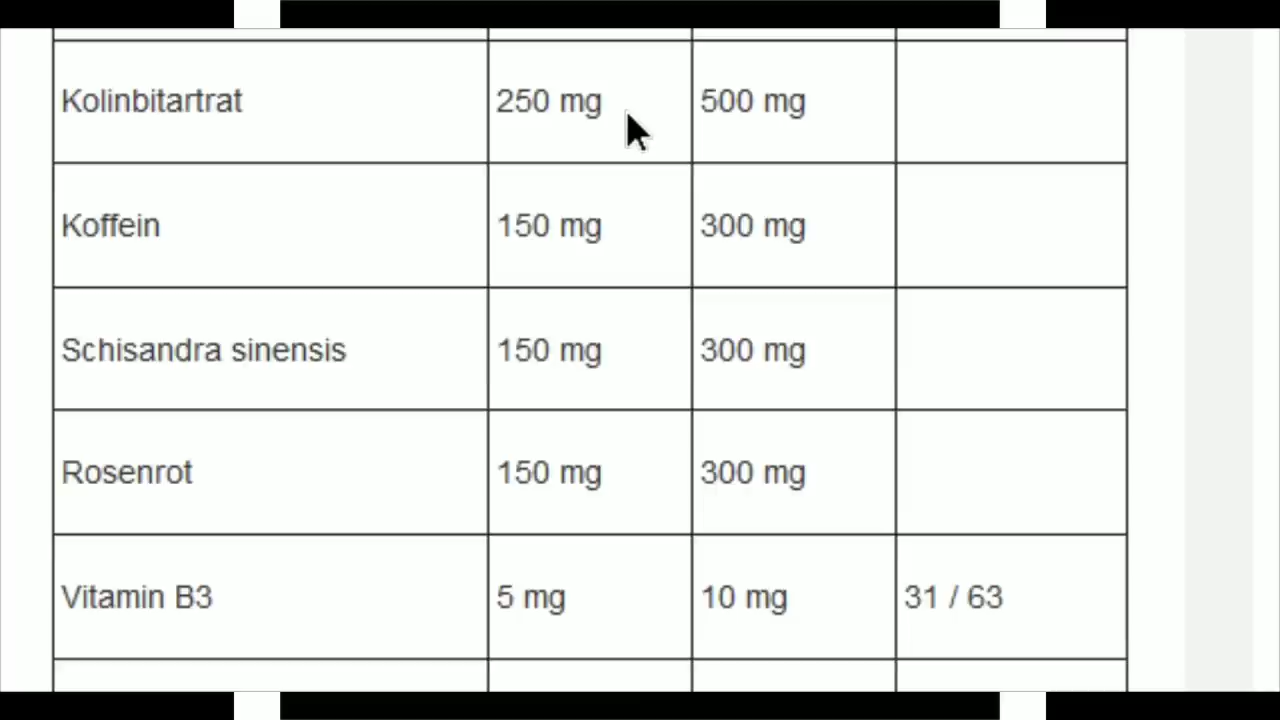 Kolinbitartrat 250 mg 500 mg
Koffein 150 mg 300 mg
Schisandra sinensis 150 mg 300 mg
Rosenrot 150 mg 300 mg
Vitamin B3 5 mg 10 mg 31 / 63